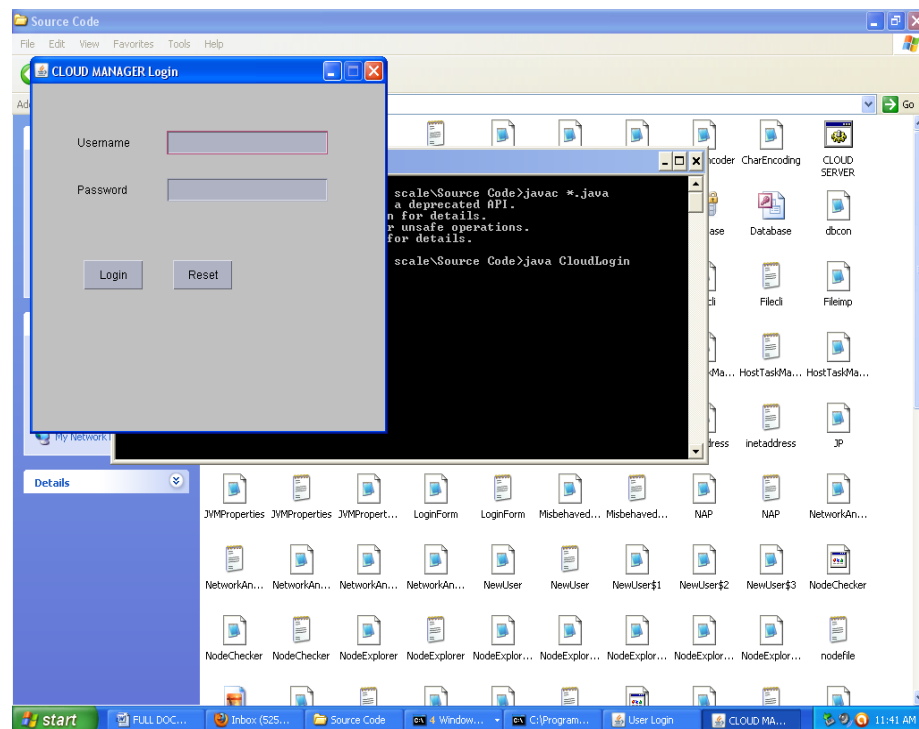 Source Code
File Edit View Favorites Tools Help
CLOUD MANAGER Login
Go
Username
Password
Login Reset
scale\Source Code>javac *.java
a deprecated API.
n for details.
r unsafe operations.
for details.
scale\Source Code>java CloudLogin
coder CharEncoding CLOUD SERVER
ase Database dbcon
cli Filecli Fileimp
kMa... HostTaskMa... HostTaskMa...
dress inetaddress JP
My Network
Details
JVMProperties JVMProperties JVMPropert... LoginForm LoginForm Misbehaved... Misbehaved... NAP NAP NetworkAn...
NetworkAn... NetworkAn... NetworkAn... NetworkAn... NewUser NewUser NewUser$1 NewUser$2 NewUser$3 NodeChecker
NodeChecker NodeChecker NodeExplorer NodeExplorer NodeExplor... NodeExplor... NodeExplor... NodeExplor... NodeExplor... nodefile
start FULL DOC... Inbox (525... Source Code 4 Window... C:\Program... User Login CLOUD MA... 11:41 AM